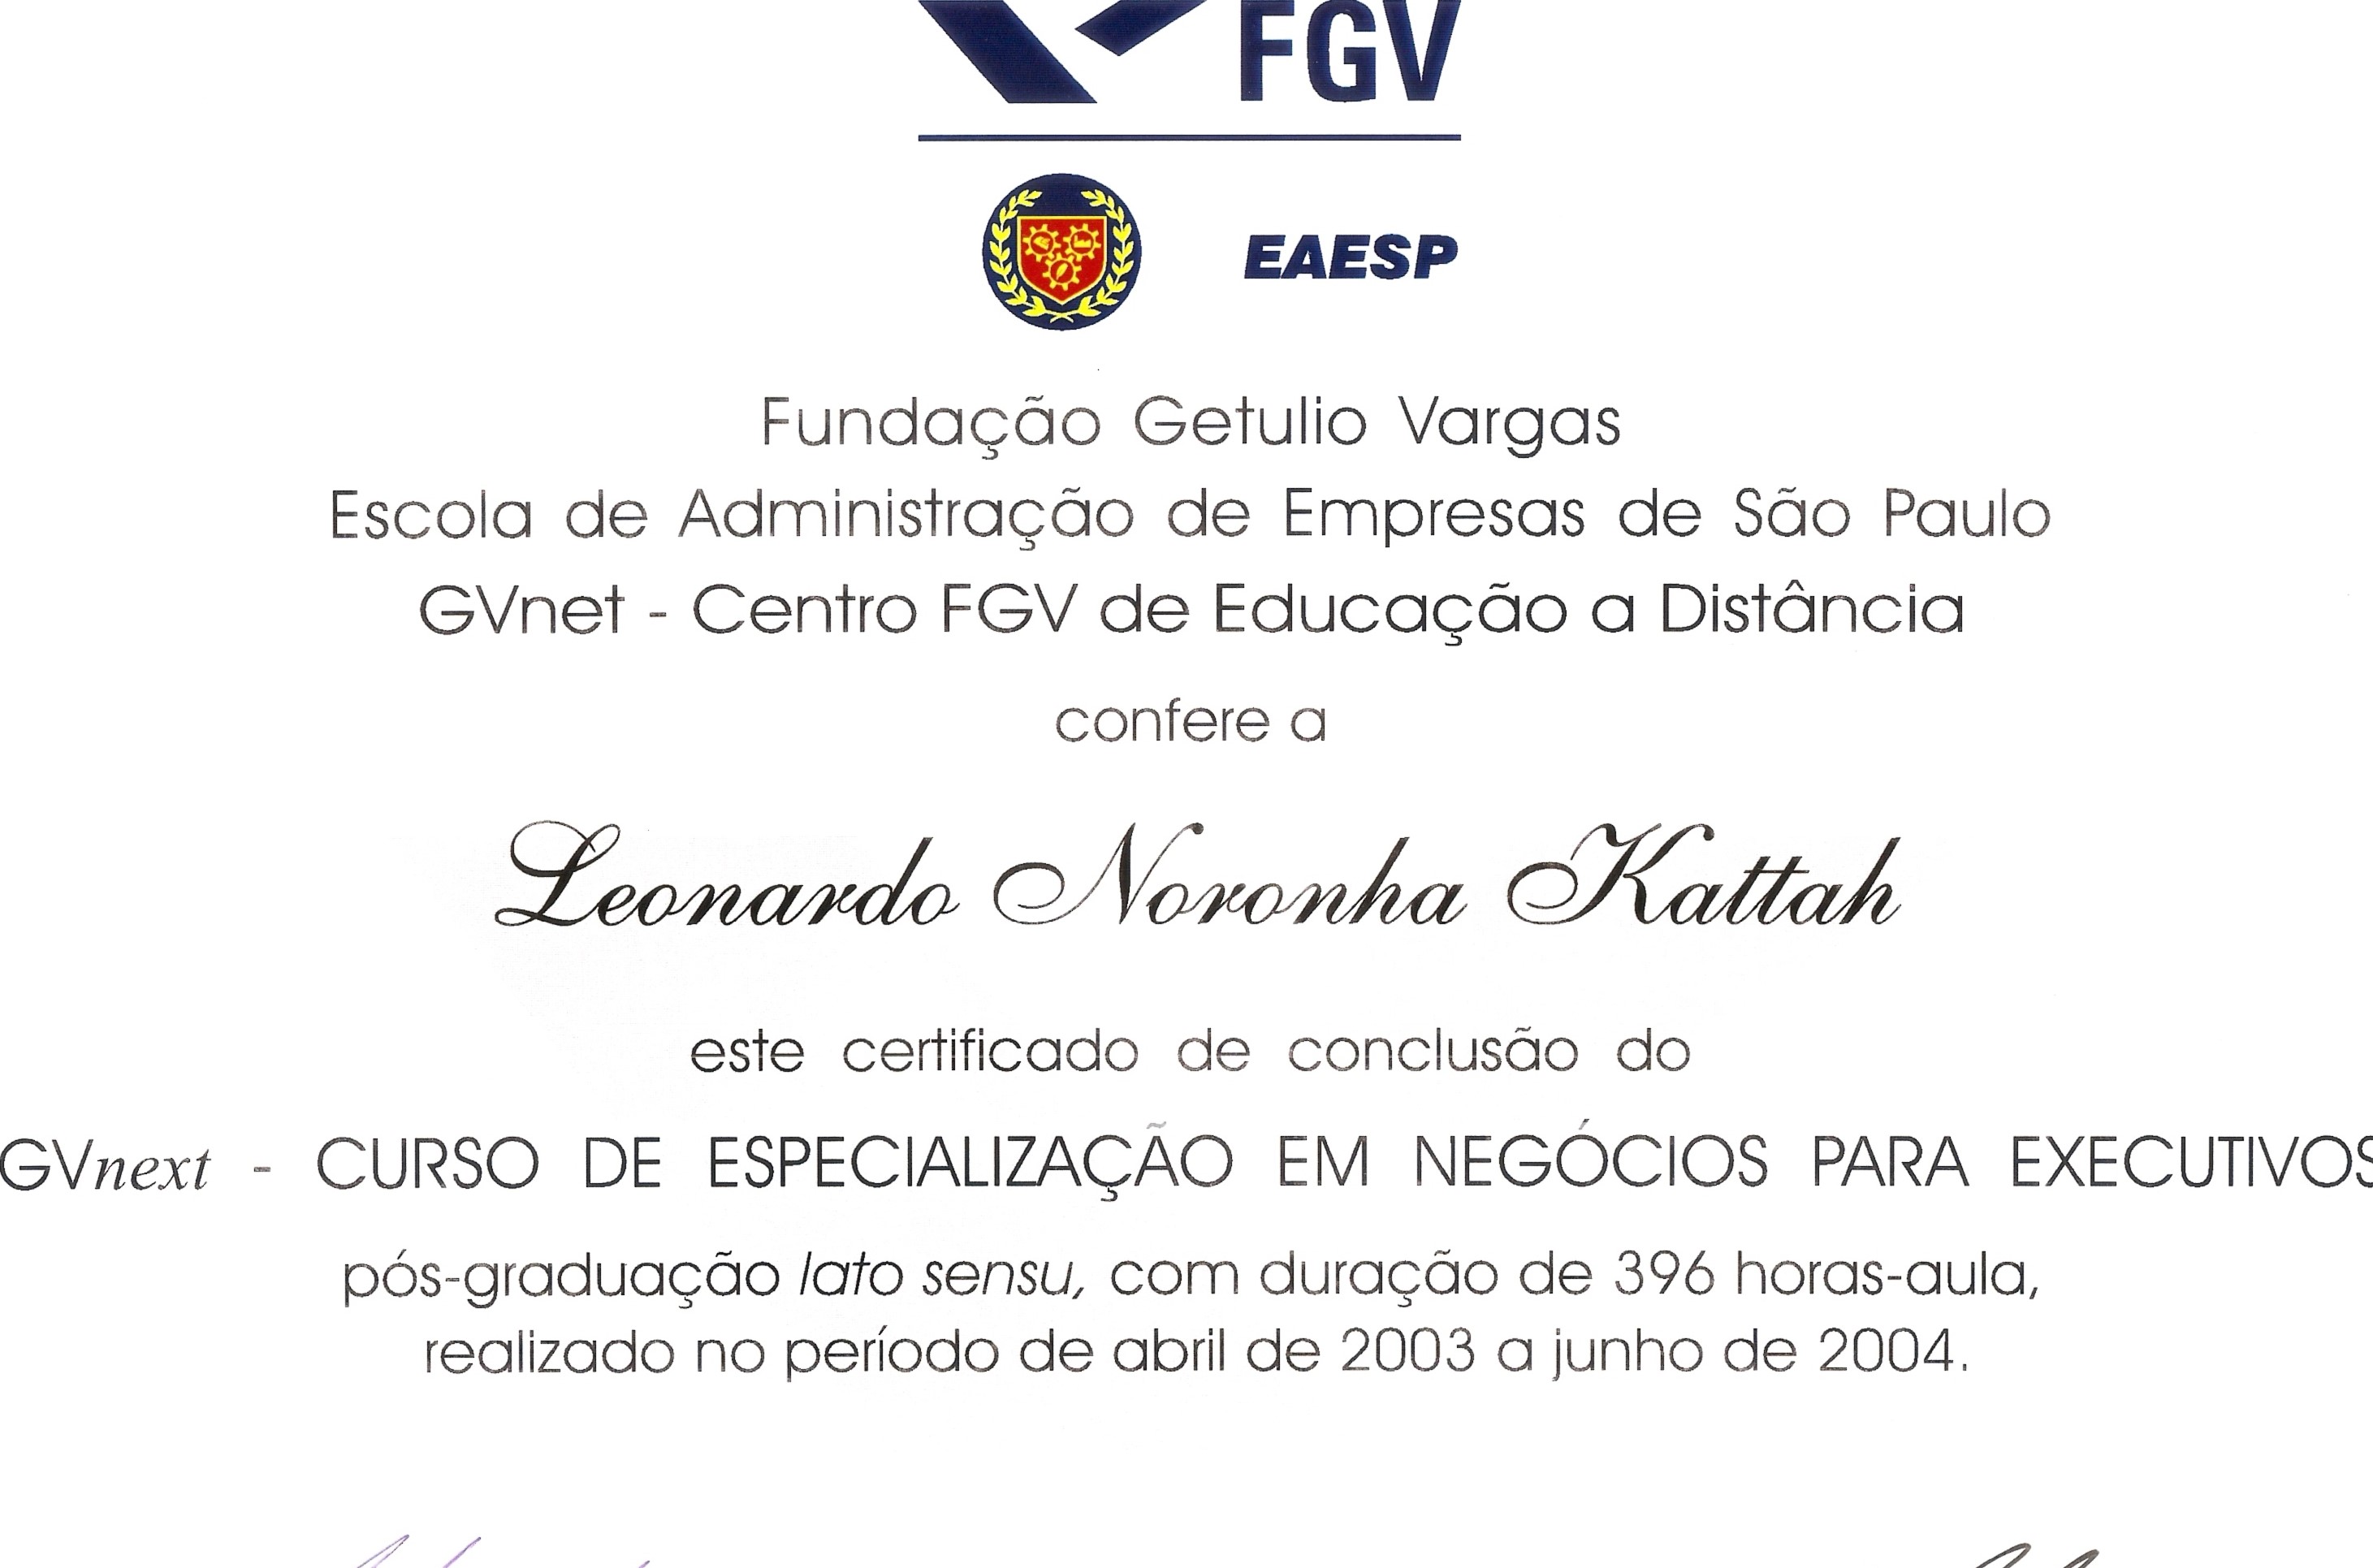 FGV
EAESP
Fundação Getulio Vargas
Escola de Administração de Empresas de São Paulo
GVnet - Centro FGV de Educação a Distância
confere a
Leonardo Noronha Kattah
este certificado de conclusão do
GVnext - CURSO DE ESPECIALIZAÇÃO EM NEGÓCIOS PARA EXECUTIVOS
pós-graduação lato sensu, com duração de 396 horas-aula,
realizado no período de abril de 2003 a junho de 2004.